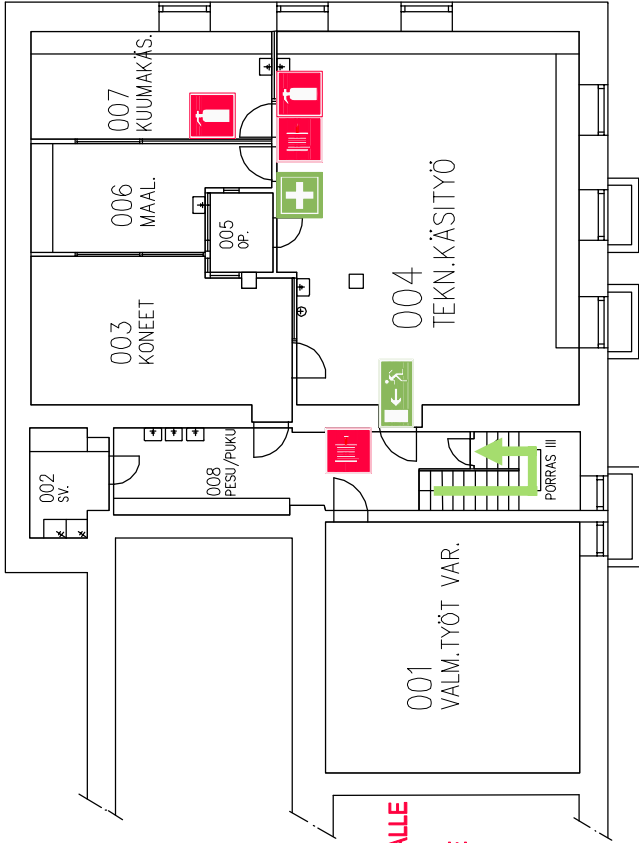 007
KUUMAKÄS.
006
MAAL.
005
OP.
003
KONEET
004
TEKN.KÄSITYÖ
002
SV.
008
PESU/PUKU
PORRAS III
001
VALM.TYÖT VAR.
ALLE